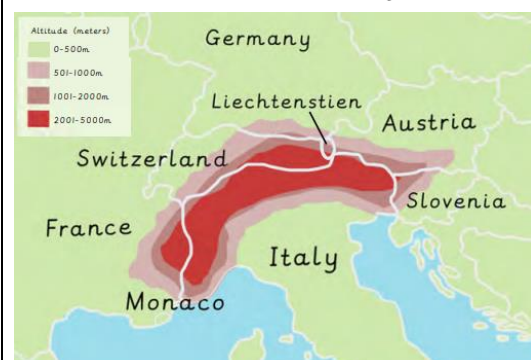 Altitude (meters)
0-500m
501-1000m
1001-2000m
2001-5000m
Germany
Liechtenstien
Austria
Switzerland
Slovenia
France
Italy
Monaco